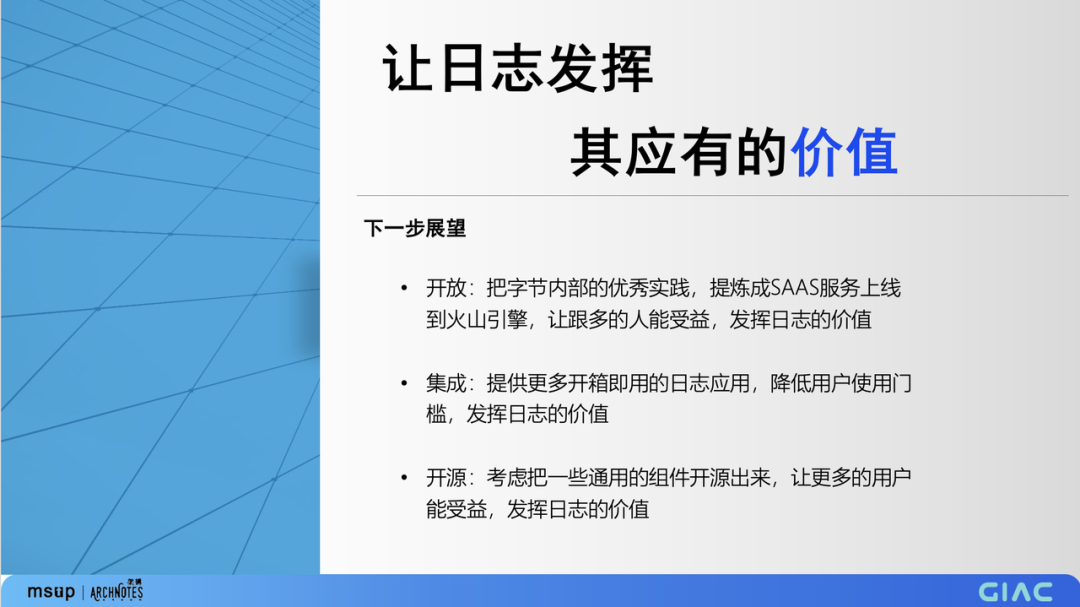 让日志发挥
其应有的价值
下一步展望
• 开放：把字节内部的优秀实践，提炼成SAAS服务上线
到火山引擎，让跟多的人能受益，发挥日志的价值
• 集成：提供更多开箱即用的日志应用，降低用户使用门
槛，发挥日志的价值
• 开源：考虑把一些通用的组件开源出来，让更多的用户
能受益，发挥日志的价值
msup | ARCHNOTES
GIAC